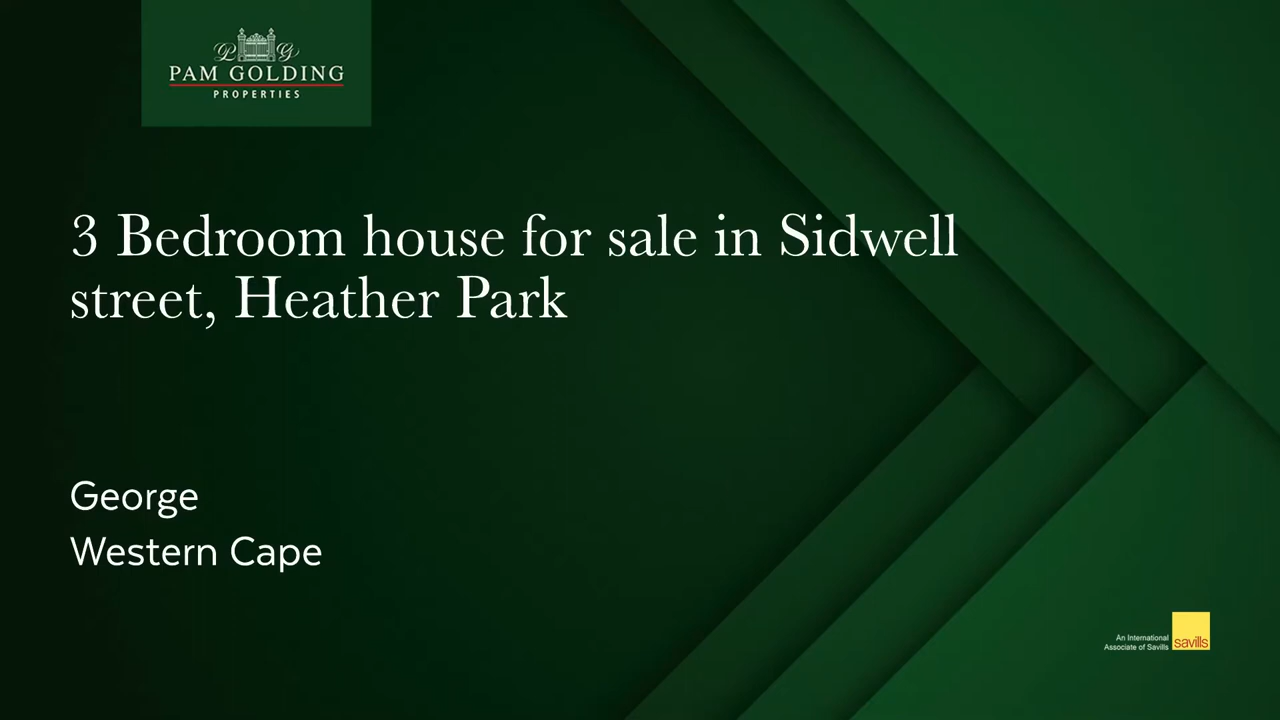 P G
PAM GOLDING
PROPERTIES
3 Bedroom house for sale in Sidwell
street, Heather Park
George
Western Cape
An International
Associate of Savills
savills